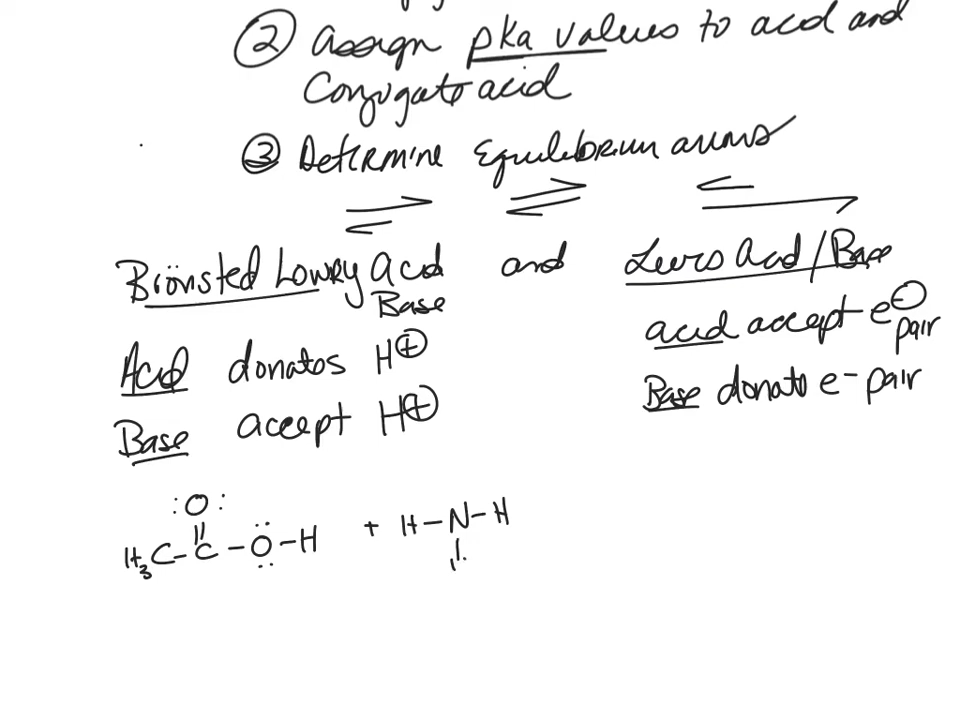 ② Assign pKa values to acid and
Conjugate acid
③ Determine Equilibrium arrows
Brönsted Lowry Acid and Lewis Acid/Base
Base
acid accept e⊖
pair
Acid donates H⊕
Base donate e- pair
Base accept H⊕
:O:
H3C-C-O-H + H-N-H